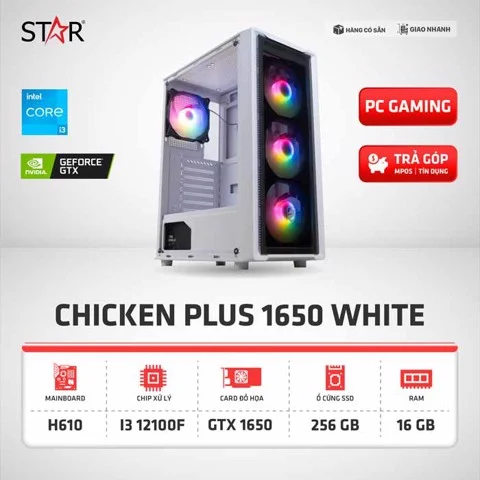 STAR
HÀNG CÓ SẴN
GIAO NHANH
intel
CORE
i3
NVIDIA
GEFORCE
GTX
PC GAMING
TRẢ GÓP
MPOS | TÍN DỤNG
CHICKEN PLUS 1650 WHITE
MAINBOARD
CHIP XỬ LÝ
CARD ĐỒ HỌA
Ổ CỨNG SSD
RAM
H610
I3 12100F
GTX 1650
256 GB
16 GB